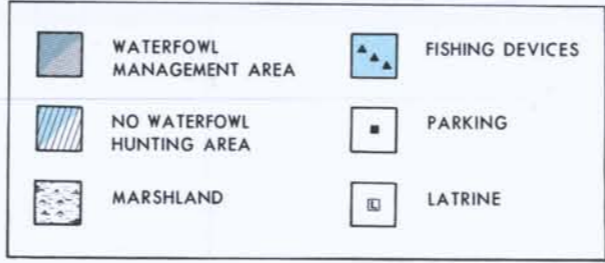 WATERFOWL
MANAGEMENT AREA
NO WATERFOWL
HUNTING AREA
MARSHLAND
FISHING DEVICES
PARKING
L
LATRINE